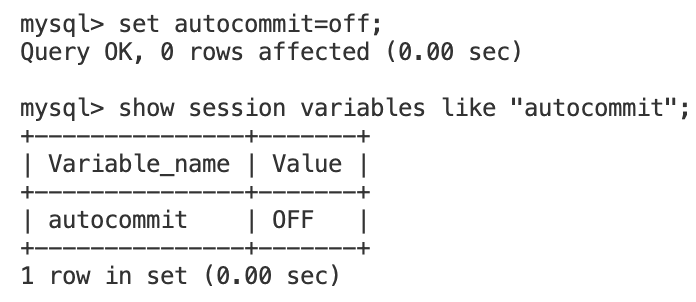 mysql> set autocommit=off;
Query OK, 0 rows affected (0.00 sec)

mysql> show session variables like "autocommit";
+---------------+-------+
| Variable_name | Value |
+---------------+-------+
| autocommit    | OFF   |
+---------------+-------+
1 row in set (0.00 sec)